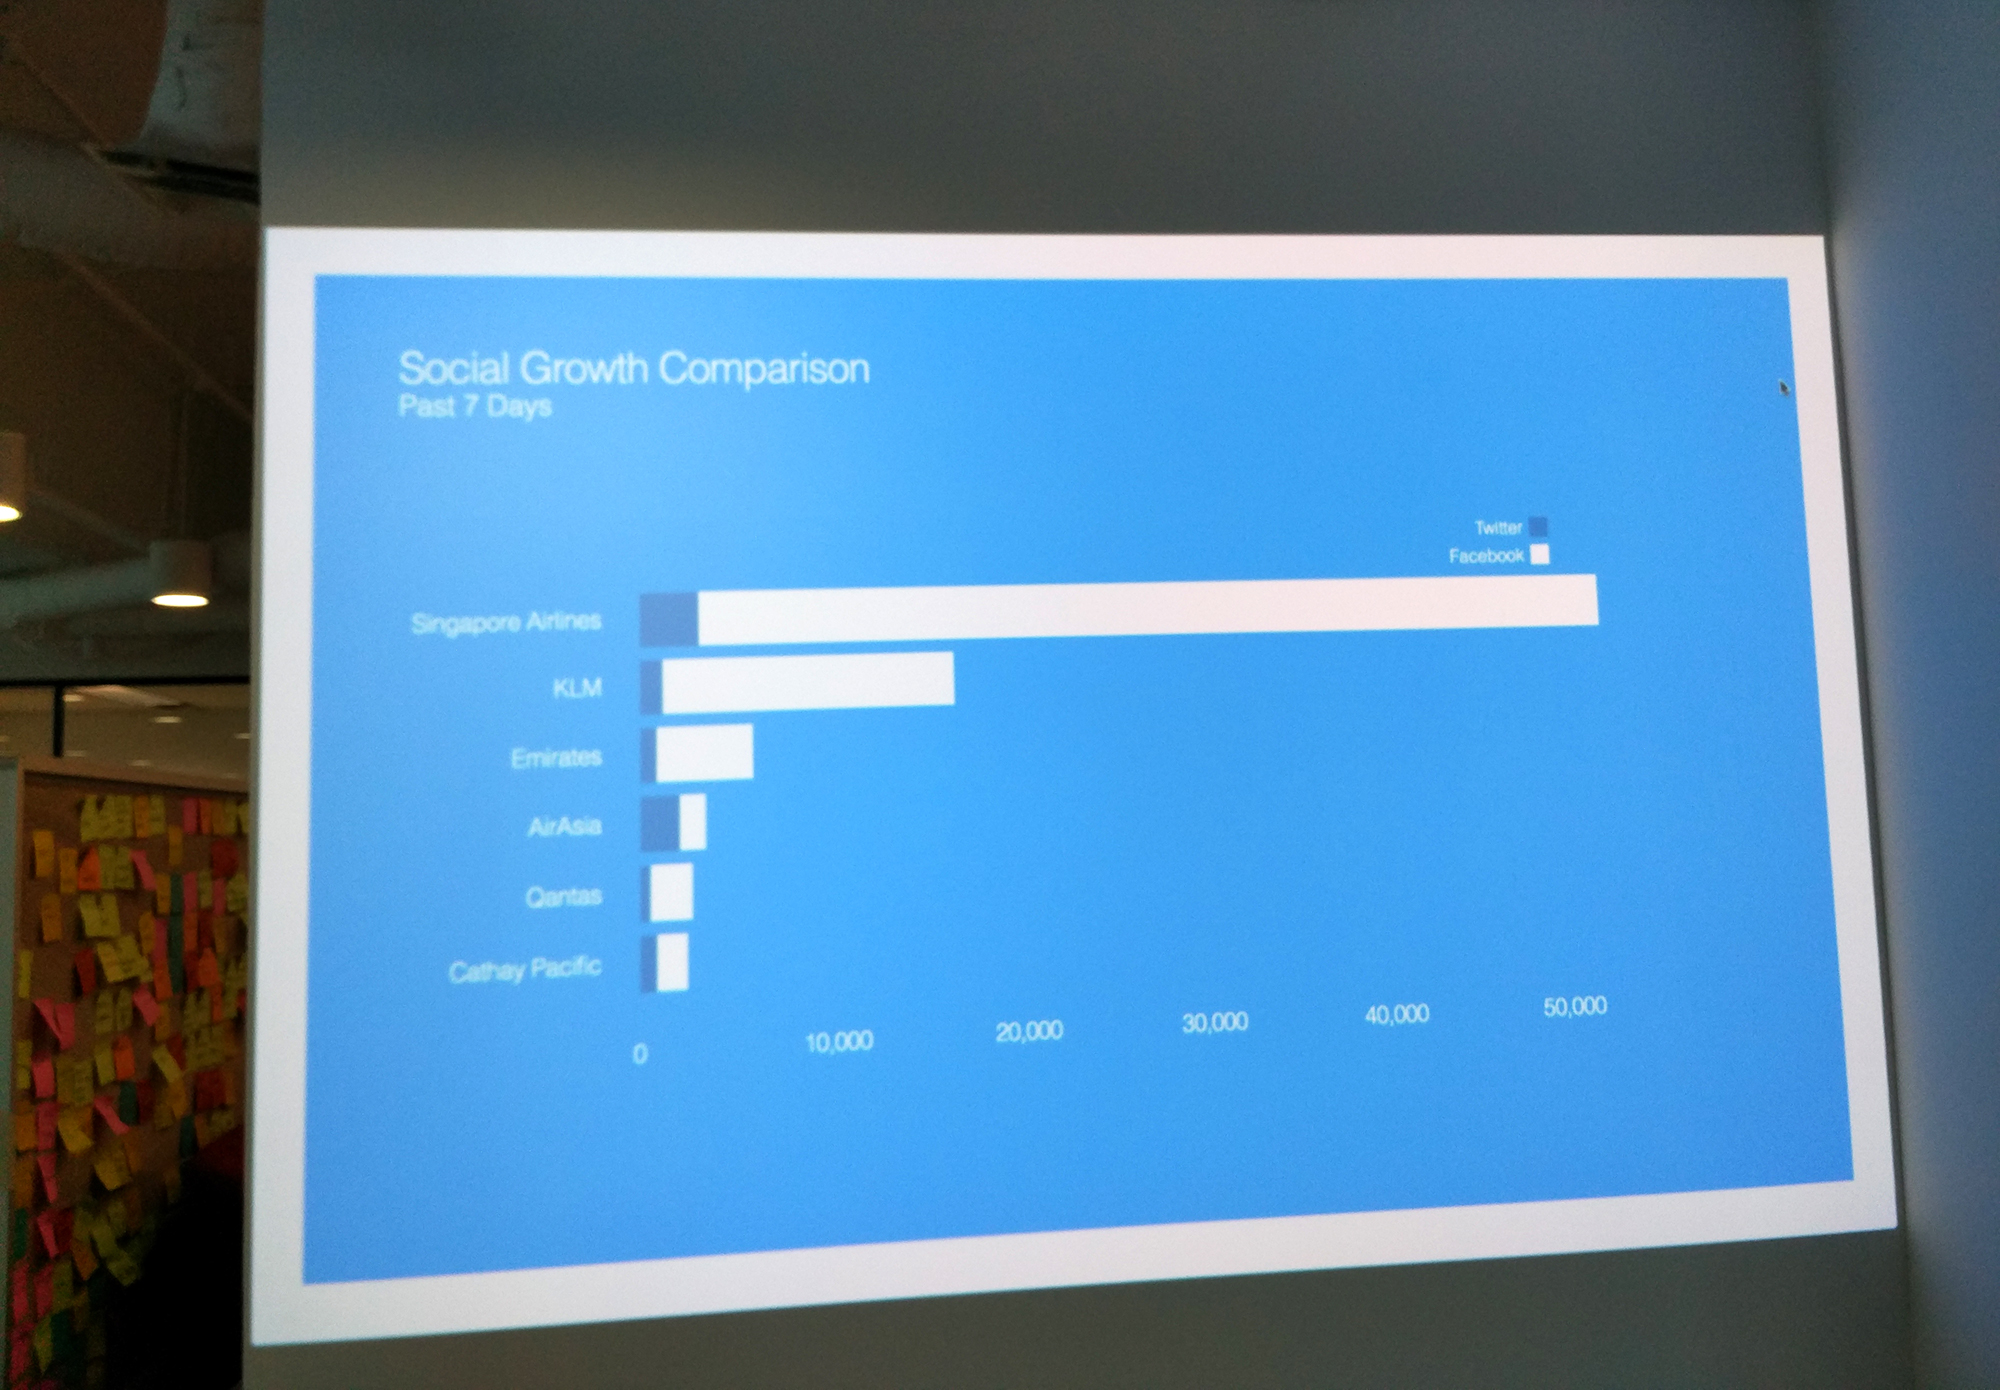 Social Growth Comparison
Past 7 Days
Twitter
Facebook
Singapore Airlines
KLM
Emirates
AirAsia
Qantas
Cathay Pacific
0 10,000 20,000 30,000 40,000 50,000